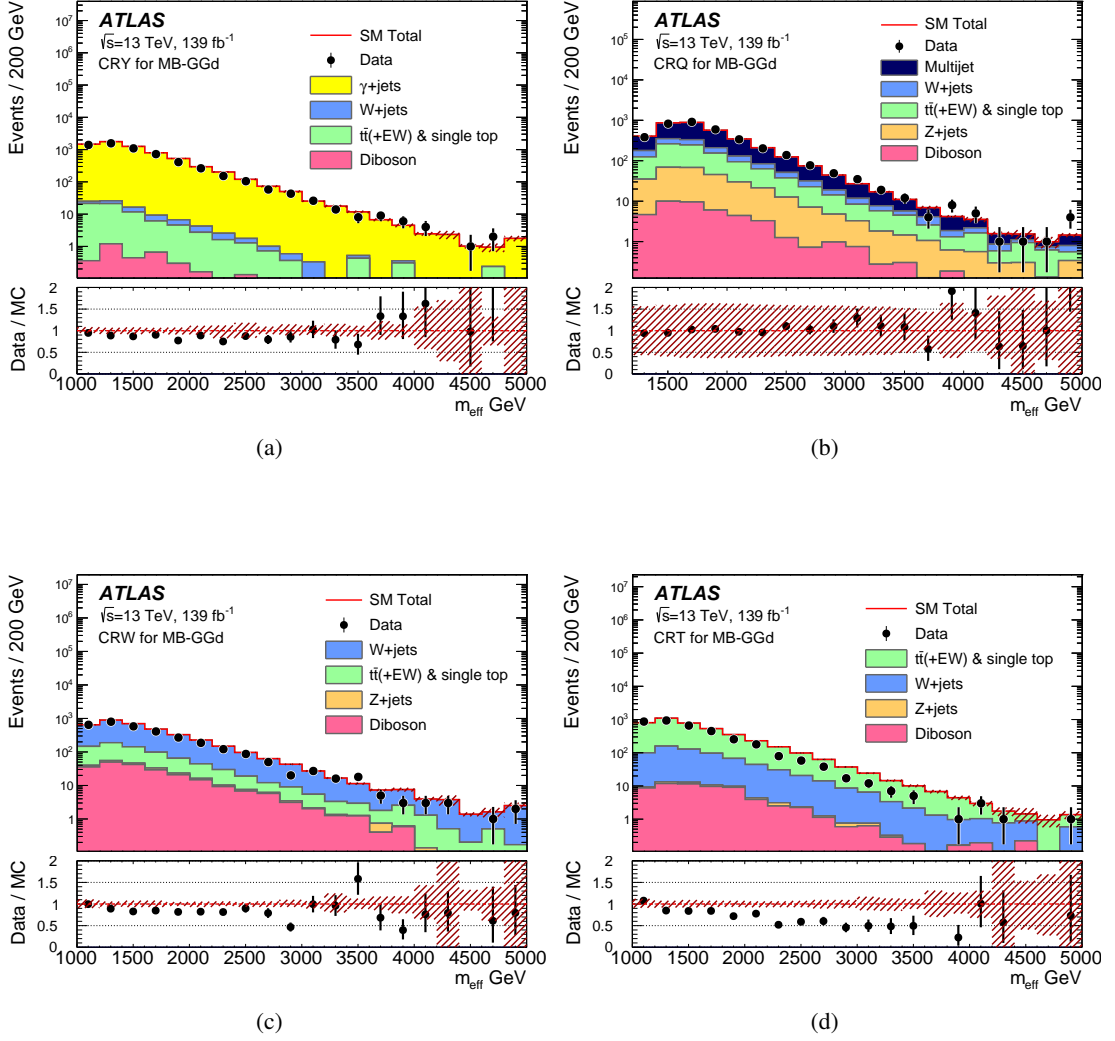 ATLAS
√s=13 TeV, 139 fb⁻¹
CRY for MB-GGd
SM Total
Data
γ+jets
W+jets
tt̄(+EW) & single top
Diboson
Events / 200 GeV
10⁷
10⁶
10⁵
10⁴
10³
10²
10
1
Data / MC
2
1.5
1
0.5
0
1000 1500 2000 2500 3000 3500 4000 4500 5000
m_eff GeV
(a)
ATLAS
√s=13 TeV, 139 fb⁻¹
CRQ for MB-GGd
SM Total
Data
Multijet
W+jets
tt̄(+EW) & single top
Z+jets
Diboson
Events / 200 GeV
10⁶
10⁵
10⁴
10³
10²
10
1
Data / MC
2
1.5
1
0.5
0
1500 2000 2500 3000 3500 4000 4500 5000
m_eff GeV
(b)
ATLAS
√s=13 TeV, 139 fb⁻¹
CRW for MB-GGd
SM Total
Data
W+jets
tt̄(+EW) & single top
Z+jets
Diboson
Events / 200 GeV
10⁷
10⁶
10⁵
10⁴
10³
10²
10
1
Data / MC
2
1.5
1
0.5
0
1000 1500 2000 2500 3000 3500 4000 4500 5000
m_eff GeV
(c)
ATLAS
√s=13 TeV, 139 fb⁻¹
CRT for MB-GGd
SM Total
Data
tt̄(+EW) & single top
W+jets
Z+jets
Diboson
Events / 200 GeV
10⁷
10⁶
10⁵
10⁴
10³
10²
10
1
Data / MC
2
1.5
1
0.5
0
1000 1500 2000 2500 3000 3500 4000 4500 5000
m_eff GeV
(d)